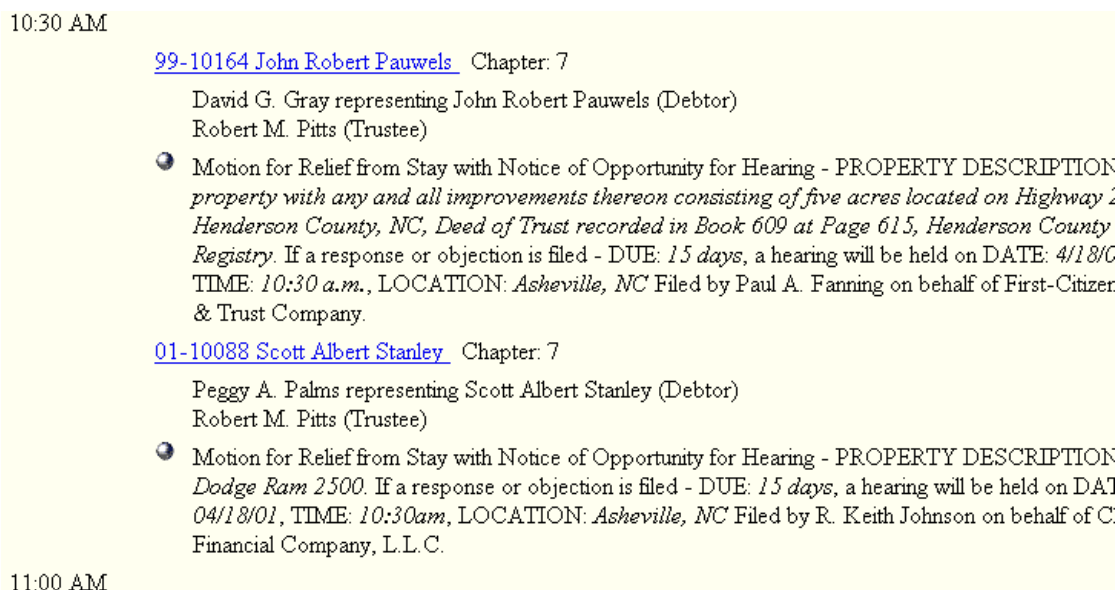 10:30 AM
99-10164 John Robert Pauwels Chapter: 7
David G. Gray representing John Robert Pauwels (Debtor)
Robert M. Pitts (Trustee)
Motion for Relief from Stay with Notice of Opportunity for Hearing - PROPERTY DESCRIPTION
property with any and all improvements thereon consisting of five acres located on Highway 2
Henderson County, NC, Deed of Trust recorded in Book 609 at Page 615, Henderson County
Registry. If a response or objection is filed - DUE: 15 days, a hearing will be held on DATE: 4/18/0
TIME: 10:30 a.m., LOCATION: Asheville, NC Filed by Paul A. Fanning on behalf of First-Citizen
& Trust Company.
01-10088 Scott Albert Stanley Chapter: 7
Peggy A. Palms representing Scott Albert Stanley (Debtor)
Robert M. Pitts (Trustee)
Motion for Relief from Stay with Notice of Opportunity for Hearing - PROPERTY DESCRIPTION
Dodge Ram 2500. If a response or objection is filed - DUE: 15 days, a hearing will be held on DAT
04/18/01, TIME: 10:30am, LOCATION: Asheville, NC Filed by R. Keith Johnson on behalf of C
Financial Company, L.L.C.
11:00 AM